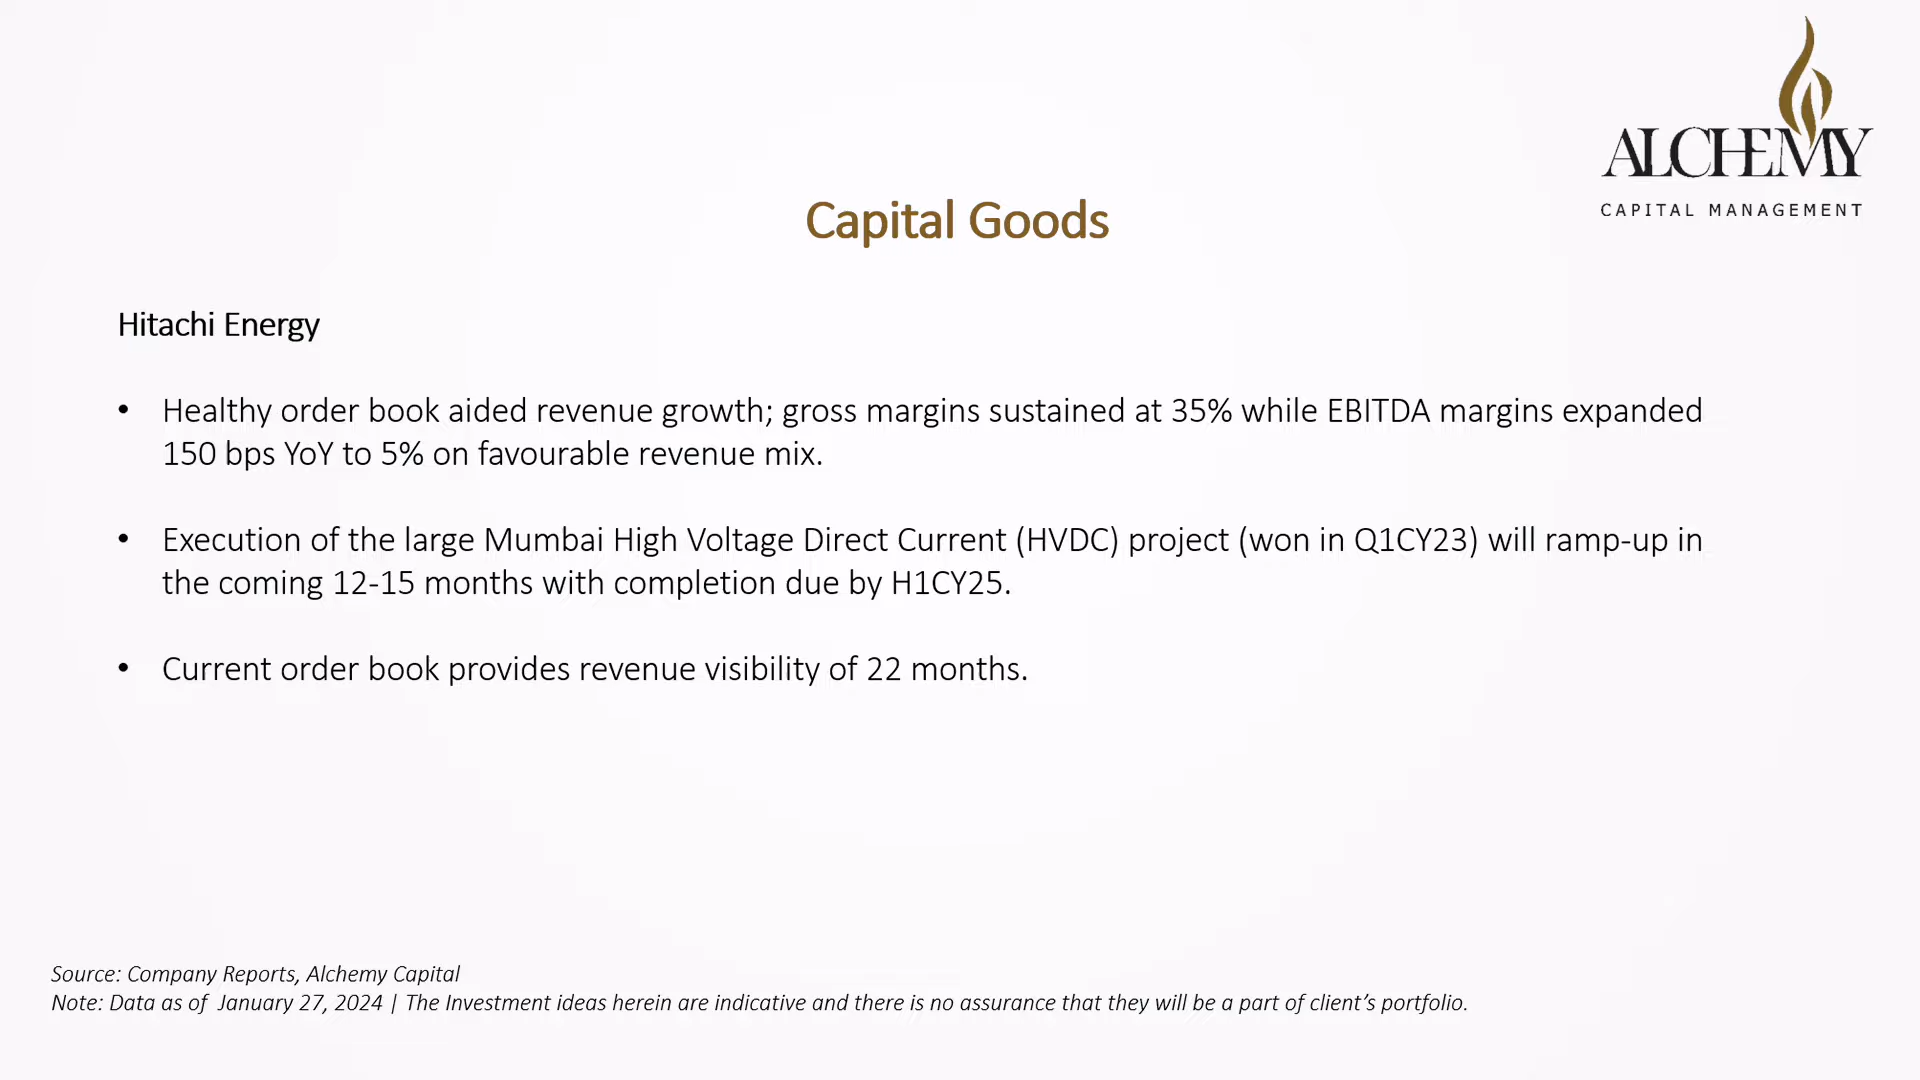 ALCHEMY
CAPITAL MANAGEMENT
Capital Goods
Hitachi Energy
• Healthy order book aided revenue growth; gross margins sustained at 35% while EBITDA margins expanded
150 bps YoY to 5% on favourable revenue mix.
• Execution of the large Mumbai High Voltage Direct Current (HVDC) project (won in Q1CY23) will ramp-up in
the coming 12-15 months with completion due by H1CY25.
• Current order book provides revenue visibility of 22 months.
Source: Company Reports, Alchemy Capital
Note: Data as of January 27, 2024 | The Investment ideas herein are indicative and there is no assurance that they will be a part of client’s portfolio.